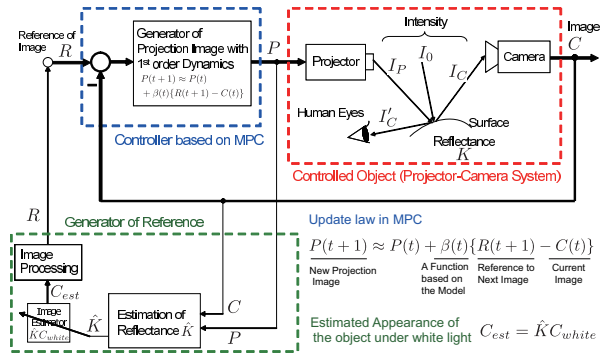 Reference of
Image
R
Generator of
Projection Image with
1st order Dynamics
P(t+1) ≈ P(t)
+ β(t){R(t+1) − C(t)}
P
Controller based on MPC
Intensity
Projector
I_P
I_0
I_C
Camera
Image
C
Human Eyes
I'_C
Surface
Reflectance
K
Controlled Object (Projector-Camera System)
R
Generator of Reference
Image
Processing
C_est
Image
Estimator
K̂C_white
K̂
Estimation of
Reflectance K̂
C
P
Update law in MPC
P(t+1) ≈ P(t) + β(t){R(t+1) − C(t)}
New Projection
Image
A Function
based on
the Model
Reference to
Next Image
Current
Image
Estimated Appearance of
the object under white light
C_est = K̂C_white